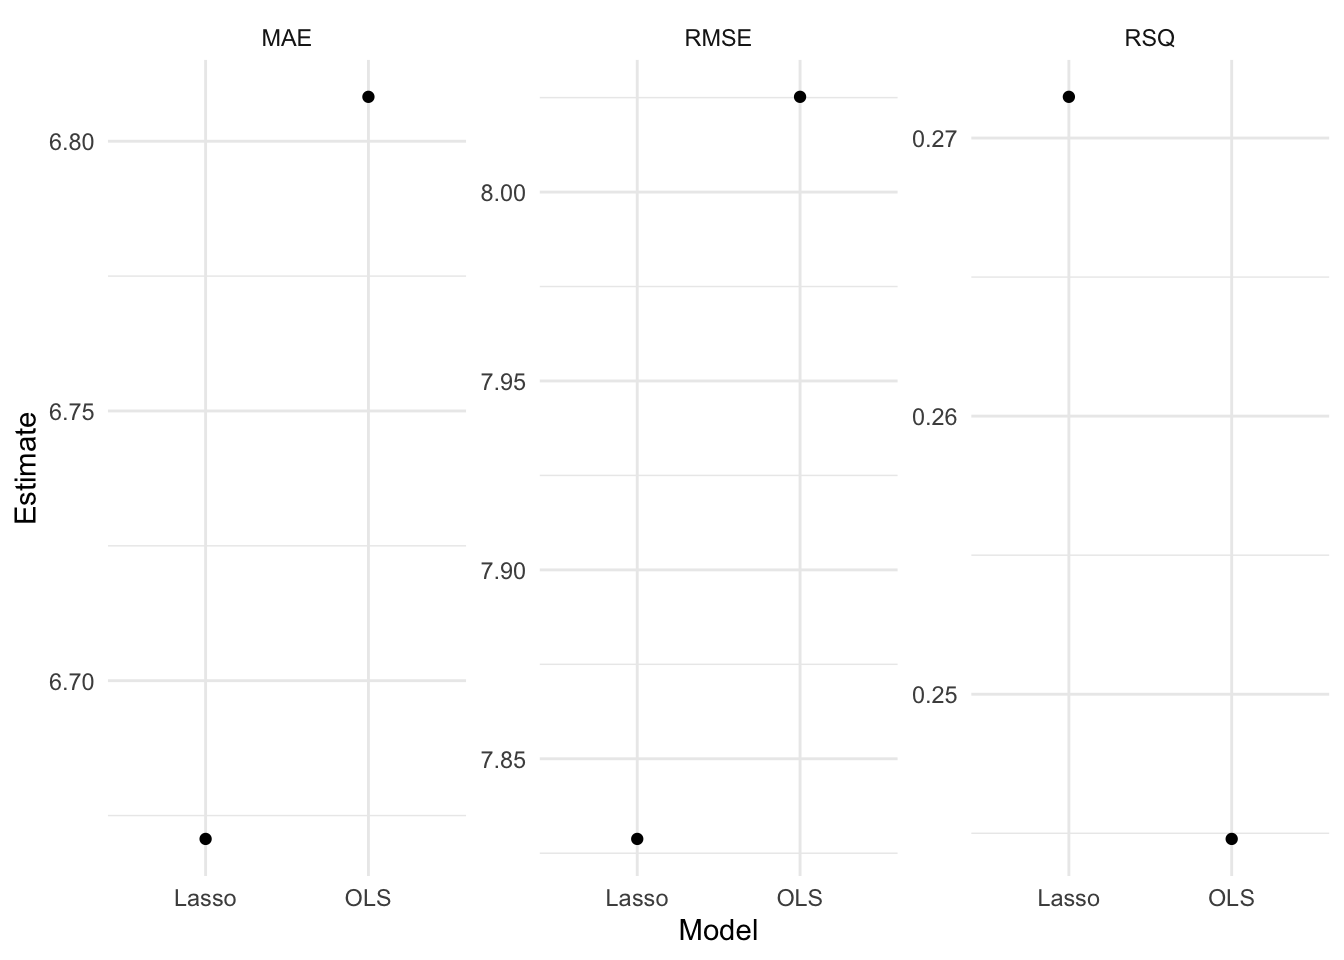 MAE
RMSE
RSQ
Estimate
6.80
6.75
6.70
8.00
7.95
7.90
7.85
0.27
0.26
0.25
Lasso
OLS
Lasso
OLS
Lasso
OLS
Model